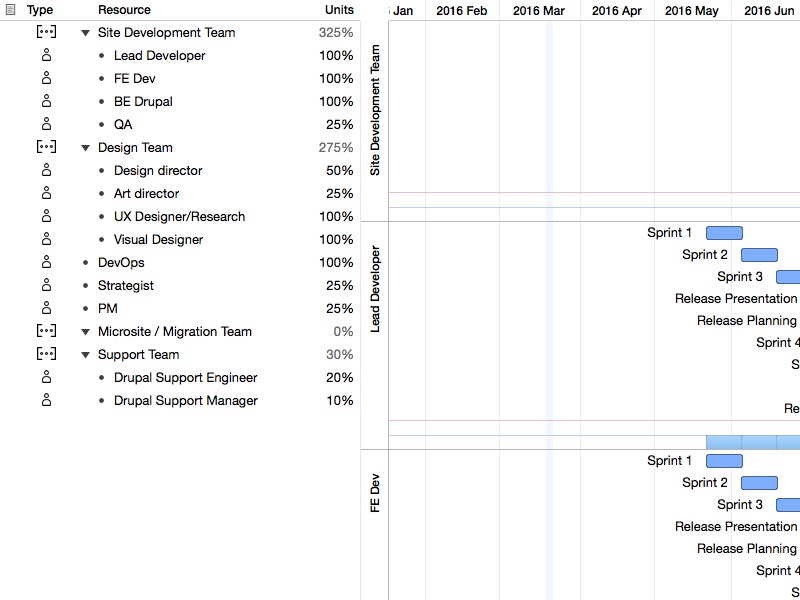 Type Resource Units
Site Development Team 325%
Lead Developer 100%
FE Dev 100%
BE Drupal 100%
QA 25%
Design Team 275%
Design director 50%
Art director 25%
UX Designer/Research 100%
Visual Designer 100%
DevOps 100%
Strategist 25%
PM 25%
Microsite / Migration Team 0%
Support Team 30%
Drupal Support Engineer 20%
Drupal Support Manager 10%
Jan 2016 Feb 2016 Mar 2016 Apr 2016 May 2016 Jun
Site Development Team
Lead Developer
Sprint 1
Sprint 2
Sprint 3
Release Presentation
Release Planning
Sprint 4
S
Re
FE Dev
Sprint 1
Sprint 2
Sprint 3
Release Presentation
Release Planning
Sprint 4
S